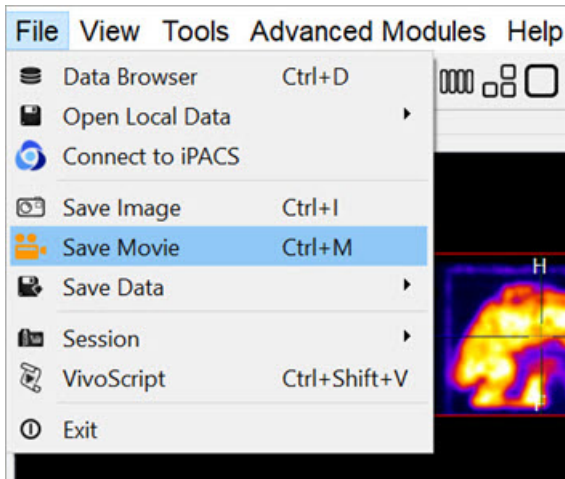 File View Tools Advanced Modules Help
Data Browser Ctrl+D
Open Local Data
Connect to iPACS
Save Image Ctrl+I
Save Movie Ctrl+M
Save Data
Session
VivoScript Ctrl+Shift+V
Exit
H
F